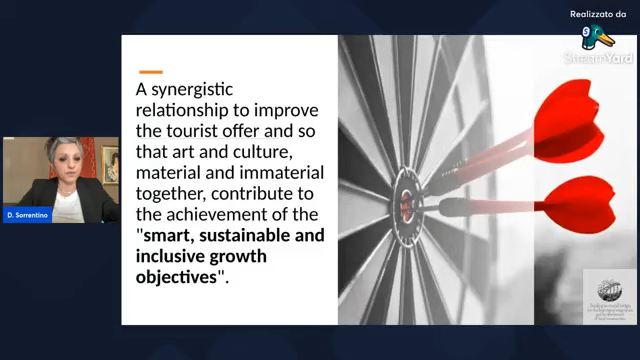 Realizzato da
StreamYard
A synergistic
relationship to improve
the tourist offer and so
that art and culture,
material and immaterial
together, contribute to
the achievement of the
"smart, sustainable and
inclusive growth
objectives".
D. Sorrentino